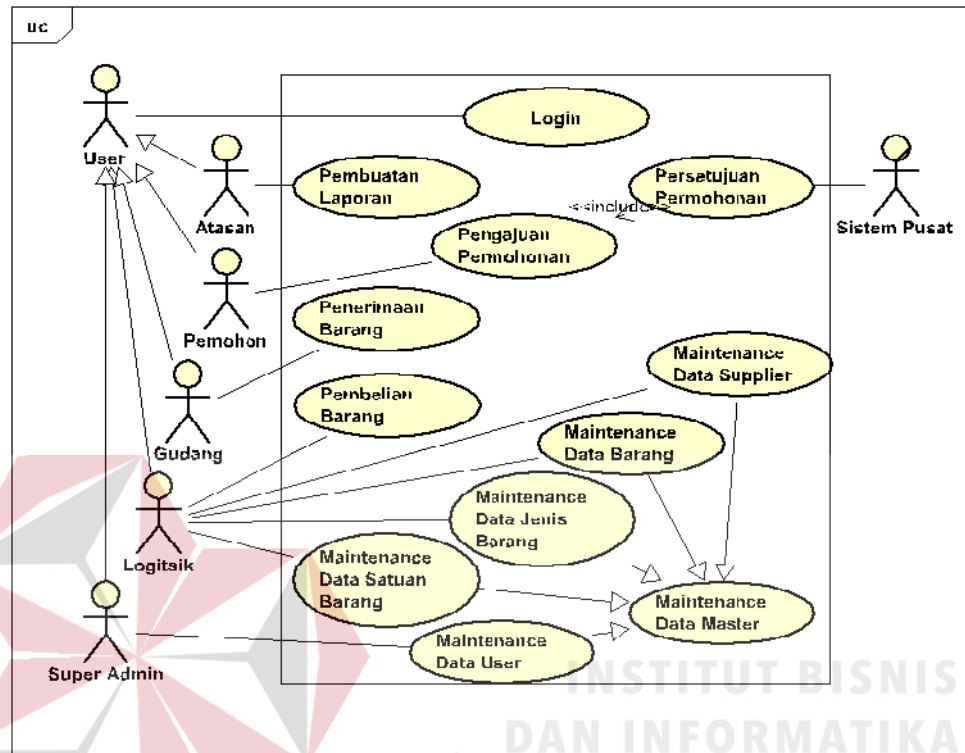 uc
Login
User
Pembuatan
Laporan
Persetujuan
Permohonan
<<include>>
Atasan
Sistem Pusat
Pengajuan
Permohonan
Pemohon
Penerimaan
Barang
Maintenance
Data Supplier
Pembelian
Barang
Gudang
Maintenance
Data Barang
Maintenance
Data Jenis
Barang
Logitsik
Maintenance
Data Satuan
Barang
Maintenance
Data Master
Maintenance
Data User
Super Admin
INSTITUT BISNIS
DAN INFORMATIKA